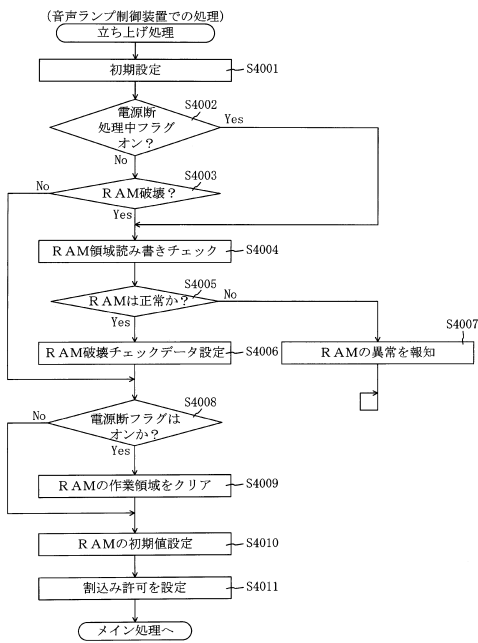 (音声ランプ制御装置での処理)
立ち上げ処理
初期設定
S4001
S4002
電源断
処理中フラグ
オン?
Yes
No
S4003
No
RAM破壊?
Yes
RAM領域読み書きチェック
S4004
S4005
RAMは正常か?
No
Yes
S4007
RAM破壊チェックデータ設定
S4006
RAMの異常を報知
S4008
No
電源断フラグは
オンか?
Yes
RAMの作業領域をクリア
S4009
RAMの初期値設定
S4010
割込み許可を設定
S4011
メイン処理へ